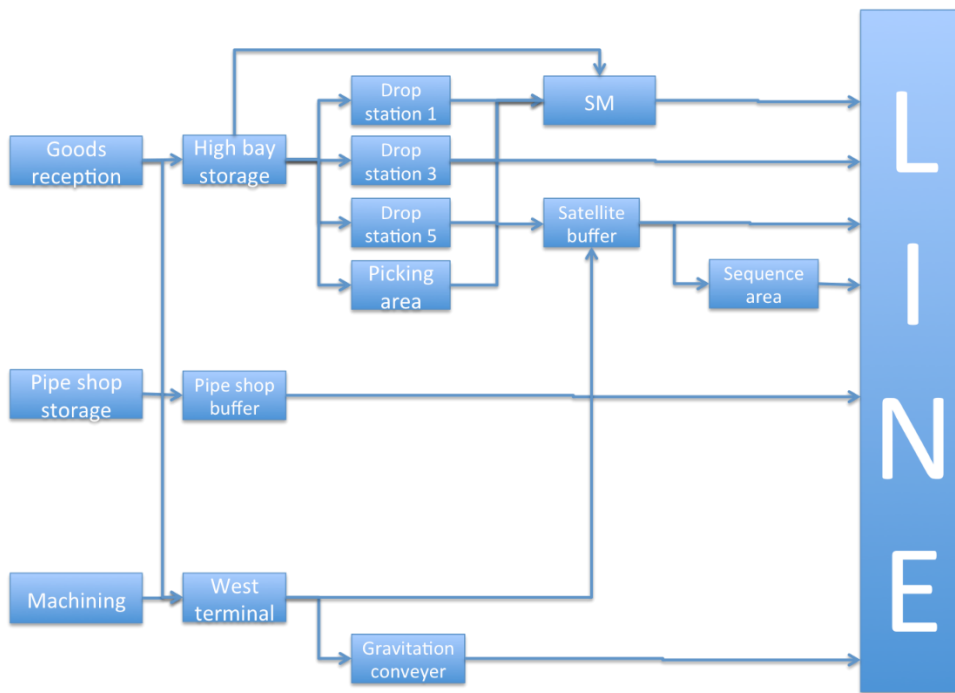 Goods
reception
High bay
storage
Drop
station 1
SM
Drop
station 3
Drop
station 5
Satellite
buffer
Picking
area
Sequence
area
Pipe shop
storage
Pipe shop
buffer
Machining
West
terminal
Gravitation
conveyer
L
I
N
E